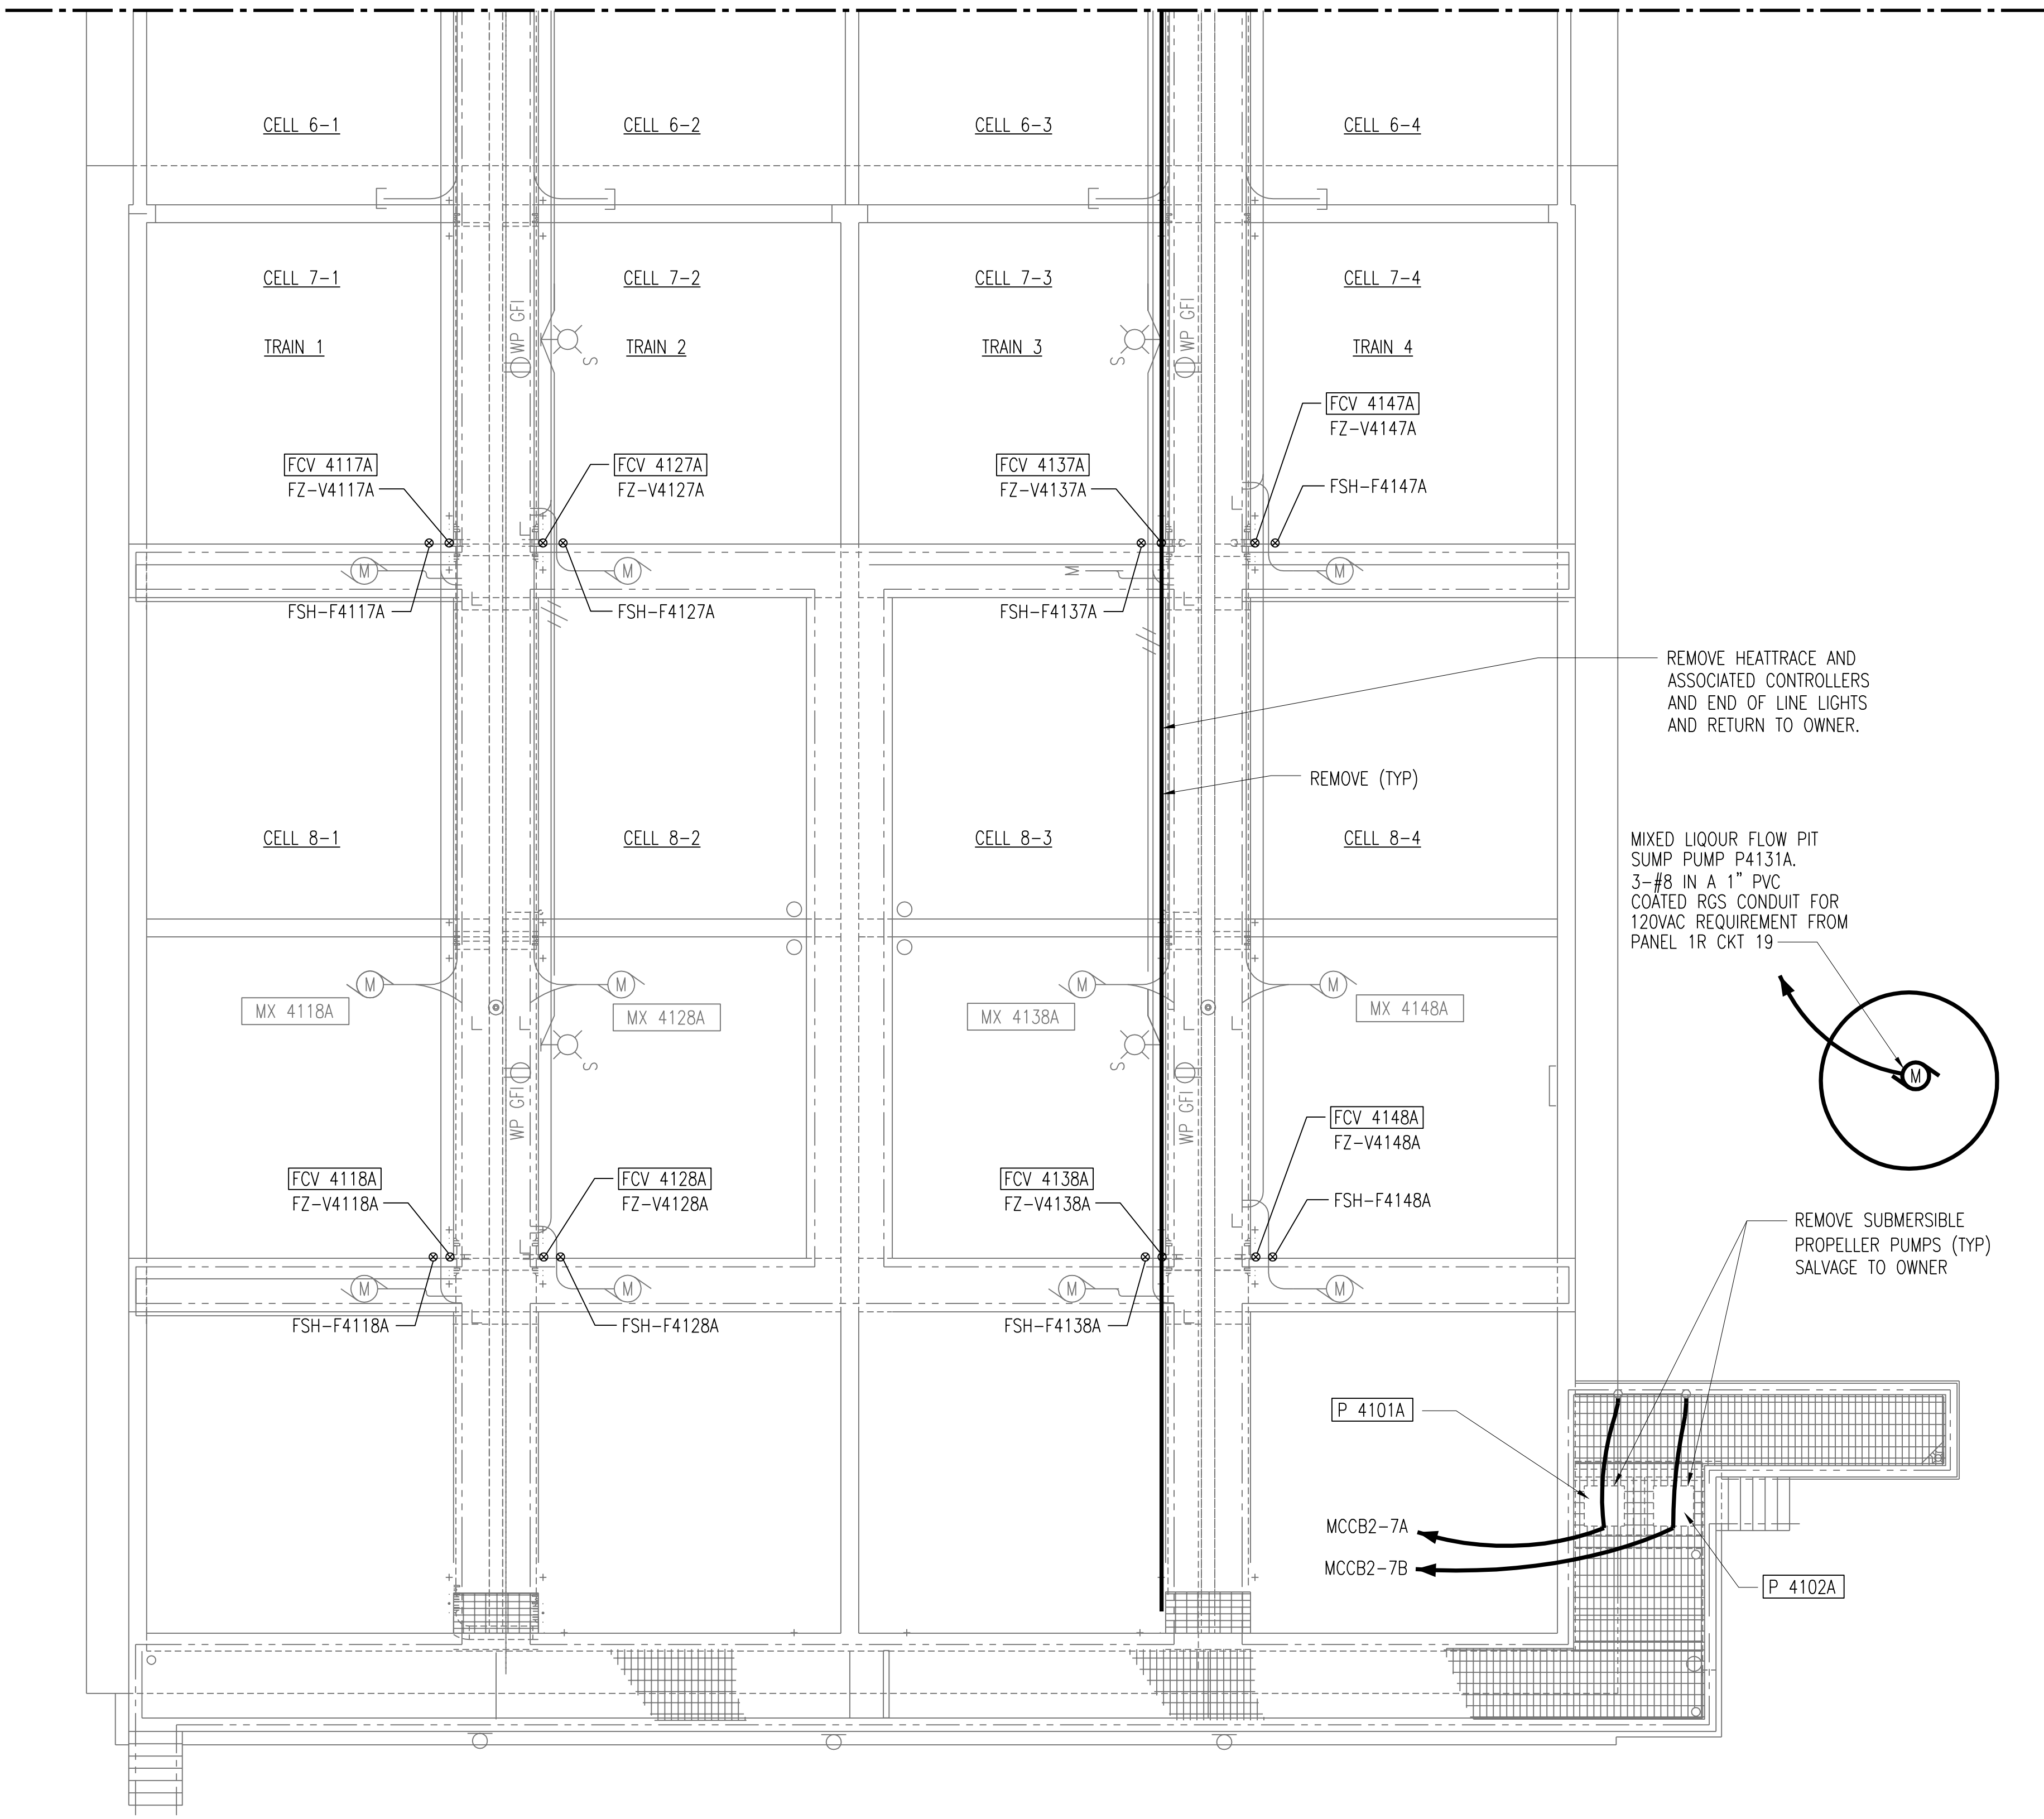 CELL 6-1
CELL 6-2
CELL 6-3
CELL 6-4
CELL 7-1
CELL 7-2
CELL 7-3
CELL 7-4
WP GFI
WP GFI
TRAIN 1
TRAIN 2
TRAIN 3
TRAIN 4
S
S
FCV 4147A
FZ-V4147A
FCV 4117A
FZ-V4117A
FCV 4127A
FZ-V4127A
FCV 4137A
FZ-V4137A
FSH-F4147A
M
M
M
M
FSH-F4117A
FSH-F4127A
FSH-F4137A
REMOVE HEATTRACE AND
ASSOCIATED CONTROLLERS
AND END OF LINE LIGHTS
AND RETURN TO OWNER.
REMOVE (TYP)
CELL 8-1
CELL 8-2
CELL 8-3
CELL 8-4
MIXED LIQOUR FLOW PIT
SUMP PUMP P4131A.
3-#8 IN A 1" PVC
COATED RGS CONDUIT FOR
120VAC REQUIREMENT FROM
PANEL 1R CKT 19
M
M
M
M
M
MX 4118A
MX 4128A
MX 4138A
MX 4148A
S
S
WP GFI
WP GFI
FCV 4148A
FZ-V4148A
FCV 4118A
FZ-V4118A
FCV 4128A
FZ-V4128A
FCV 4138A
FZ-V4138A
FSH-F4148A
REMOVE SUBMERSIBLE
PROPELLER PUMPS (TYP)
SALVAGE TO OWNER
M
M
M
M
FSH-F4118A
FSH-F4128A
FSH-F4138A
P 4101A
MCCB2-7A
MCCB2-7B
P 4102A